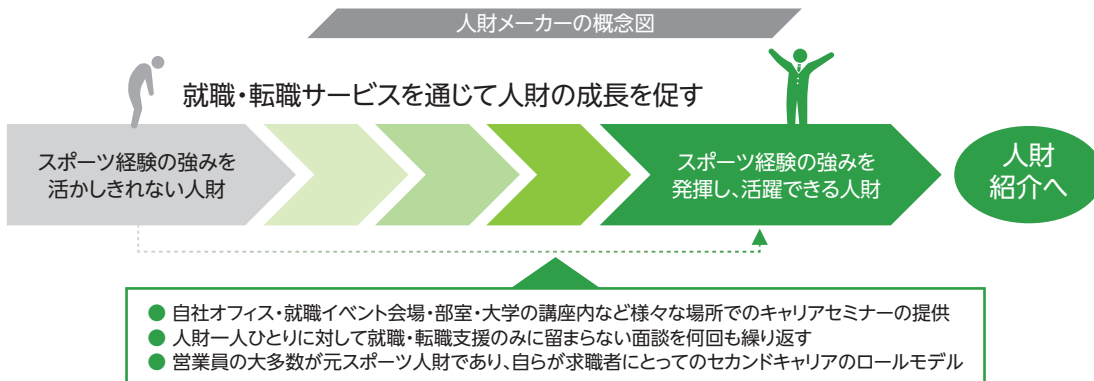 人財メーカーの概念図
就職・転職サービスを通じて人財の成長を促す
スポーツ経験の強みを
活かしきれない人財
スポーツ経験の強みを
発揮し、活躍できる人財
人財
紹介へ
● 自社オフィス・就職イベント会場・部室・大学の講座内など様々な場所でのキャリアセミナーの提供
● 人財一人ひとりに対して就職・転職支援のみに留まらない面談を何回も繰り返す
● 営業員の大多数が元スポーツ人財であり、自らが求職者にとってのセカンドキャリアのロールモデル